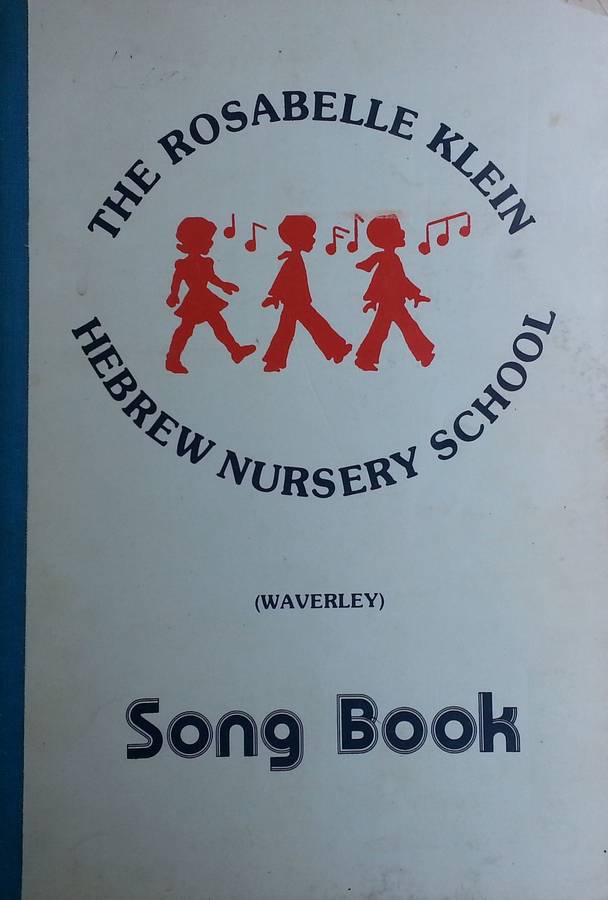 THE ROSABELLE KLEIN
HEBREW NURSERY SCHOOL
(WAVERLEY)
Song Book